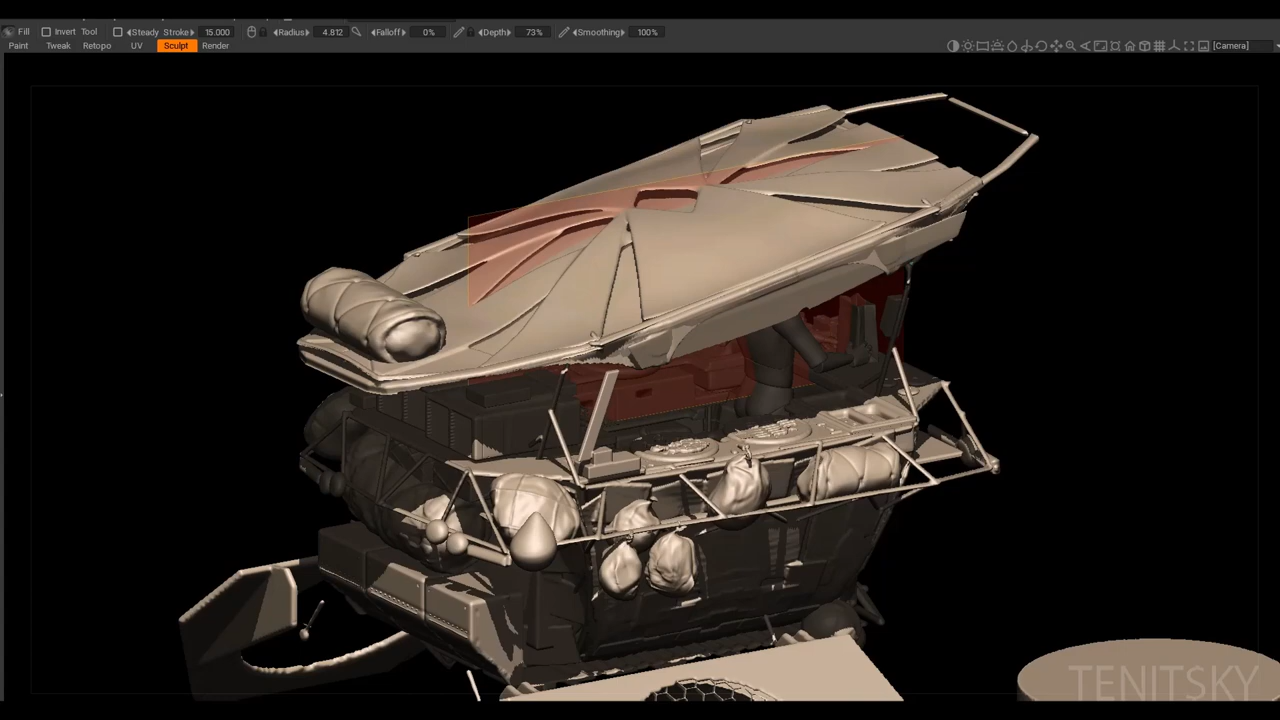 Fill Invert Tool Steady Stroke 15.000 Radius 4.812 Falloff 0% Depth 73% Smoothing 100%
Paint Tweak Retopo UV Sculpt Render [Camera]
TENITSKY